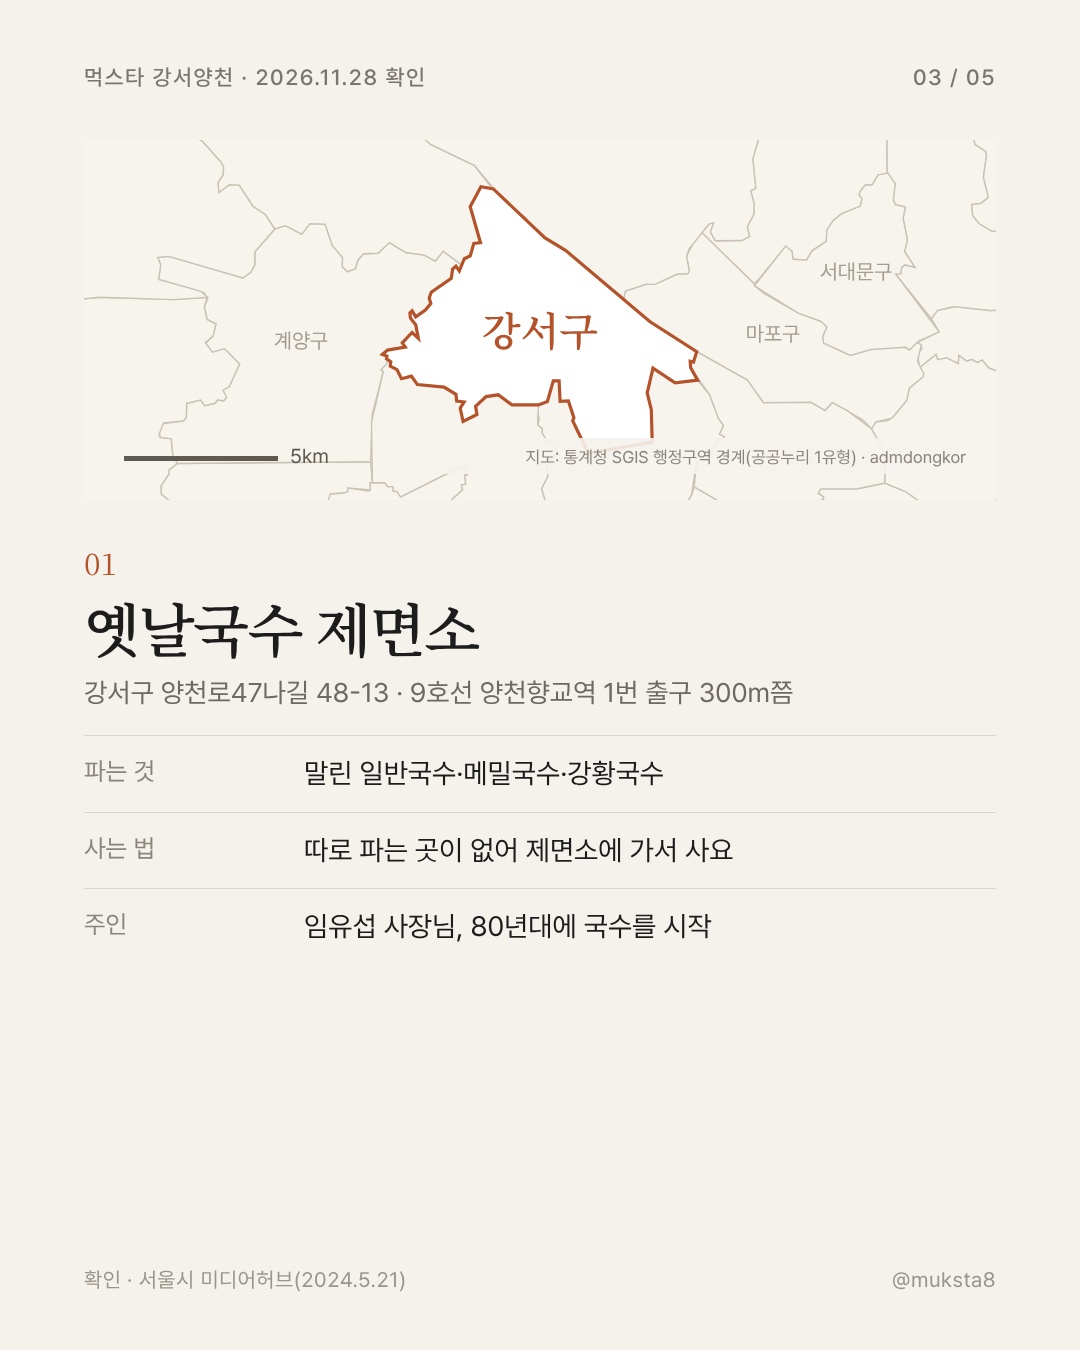 먹스타 강서양천 · 2026.11.28 확인
03 / 05
서대문구
강서구
마포구
계양구
5km
지도: 통계청 SGIS 행정구역 경계(공공누리 1유형) · admdongkor
01
옛날국수 제면소
강서구 양천로47나길 48-13 · 9호선 양천향교역 1번 출구 300m쯤
파는 것
말린 일반국수·메밀국수·강황국수
사는 법
따로 파는 곳이 없어 제면소에 가서 사요
주인
임유섭 사장님, 80년대에 국수를 시작
확인 · 서울시 미디어허브(2024.5.21)
@muksta8